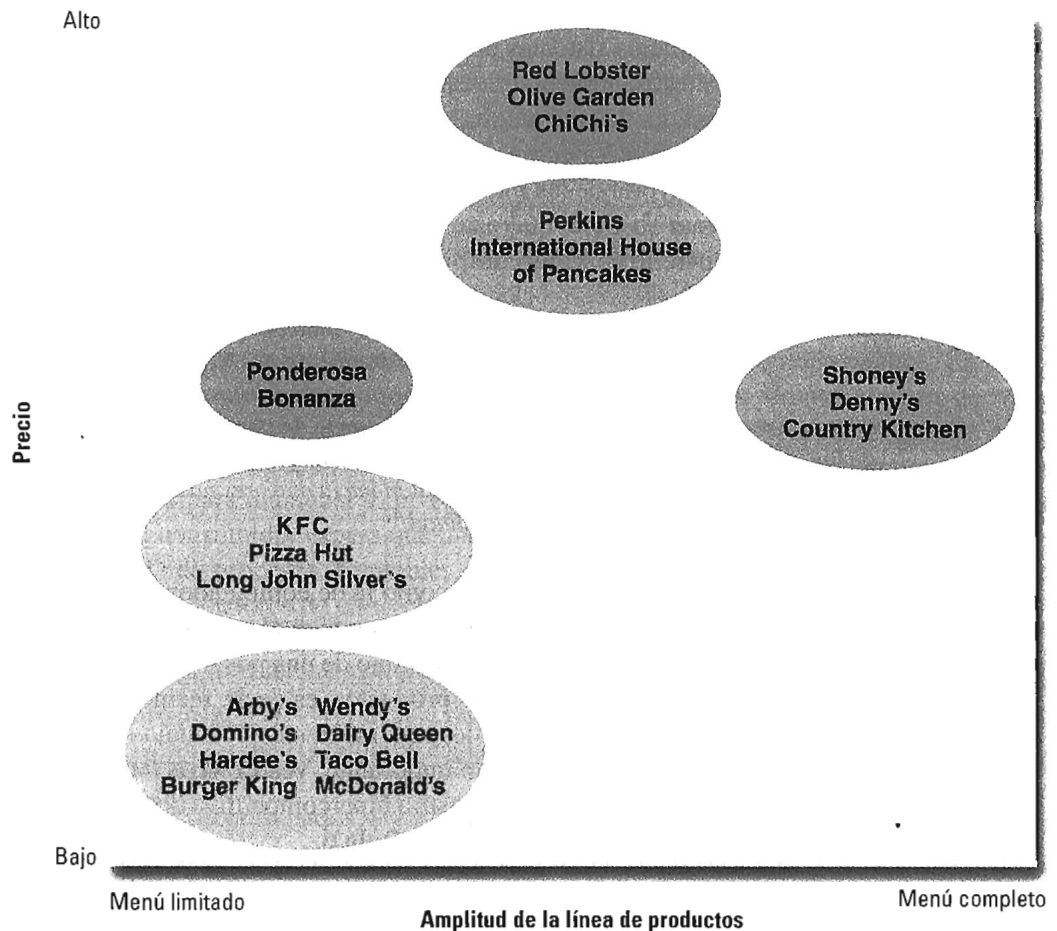 Alto
Red Lobster
Olive Garden
ChiChi's
Perkins
International House
of Pancakes
Ponderosa
Bonanza
Shoney's
Denny's
Country Kitchen
Precio
KFC
Pizza Hut
Long John Silver's
Arby's Wendy's
Domino's Dairy Queen
Hardee's Taco Bell
Burger King McDonald's
Bajo
Menú limitado
Menú completo
Amplitud de la línea de productos